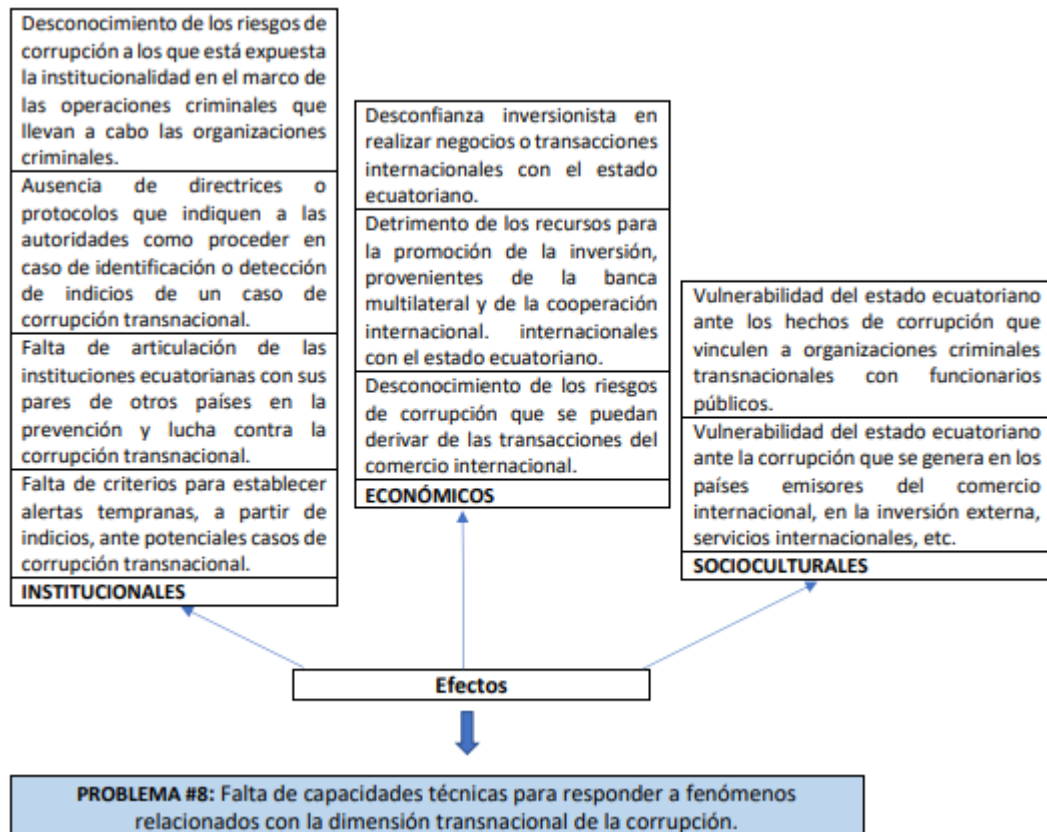 Desconocimiento de los riesgos de
corrupción a los que está expuesta
la institucionalidad en el marco de
las operaciones criminales que
llevan a cabo las organizaciones
criminales.
Ausencia de directrices o
protocolos que indiquen a las
autoridades como proceder en
caso de identificación o detección
de indicios de un caso de
corrupción transnacional.
Falta de articulación de las
instituciones ecuatorianas con sus
pares de otros países en la
prevención y lucha contra la
corrupción transnacional.
Falta de criterios para establecer
alertas tempranas, a partir de
indicios, ante potenciales casos de
corrupción transnacional.
INSTITUCIONALES
Desconfianza inversionista en
realizar negocios o transacciones
internacionales con el estado
ecuatoriano.
Detrimento de los recursos para
la promoción de la inversión,
provenientes de la banca
multilateral y de la cooperación
internacional. internacionales
con el estado ecuatoriano.
Desconocimiento de los riesgos
de corrupción que se puedan
derivar de las transacciones del
comercio internacional.
ECONÓMICOS
Vulnerabilidad del estado ecuatoriano
ante los hechos de corrupción que
vinculen a organizaciones criminales
transnacionales con funcionarios
públicos.
Vulnerabilidad del estado ecuatoriano
ante la corrupción que se genera en los
países emisores del comercio
internacional, en la inversión externa,
servicios internacionales, etc.
SOCIOCULTURALES
Efectos
PROBLEMA #8: Falta de capacidades técnicas para responder a fenómenos
relacionados con la dimensión transnacional de la corrupción.